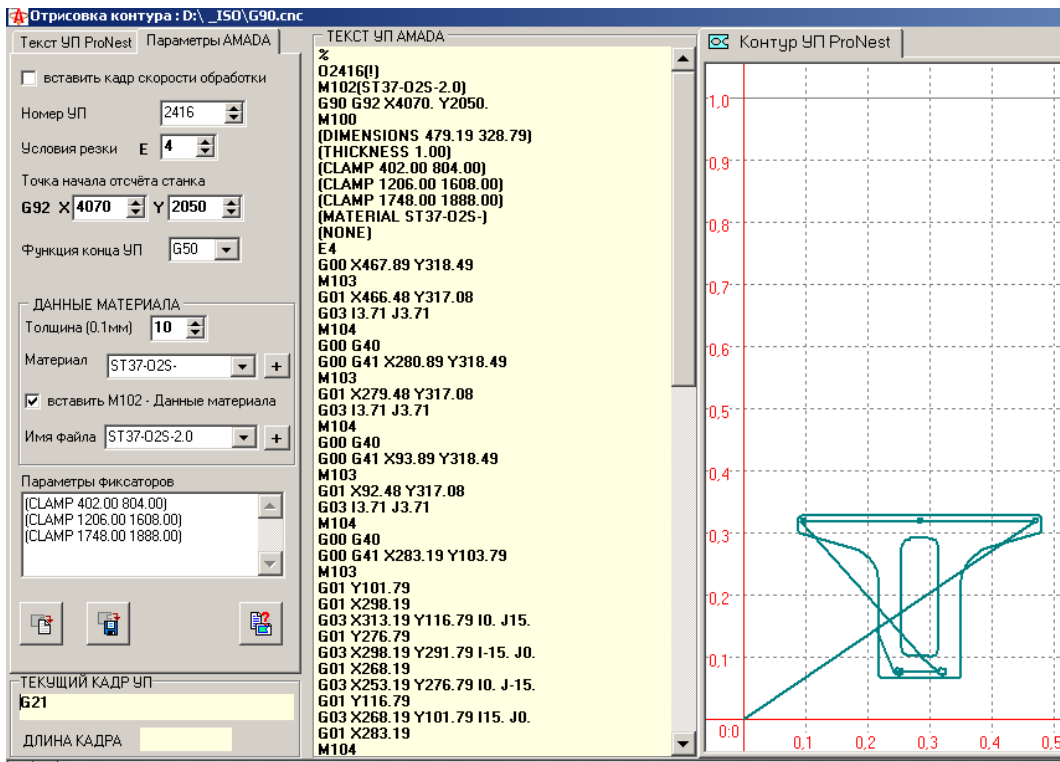 Отрисовка контура : D:\ _ISO\G90.cnc
Текст УП ProNest
Параметры AMADA
вставить кадр скорости обработки
Номер УП 2416
Условия резки E 4
Точка начала отсчёта станка
G92 X 4070 Y 2050
Функция конца УП G50
ДАННЫЕ МАТЕРИАЛА
Толщина (0.1мм) 10
Материал ST37-02S- +
вставить М102 - Данные материала
Имя файла ST37-02S-2.0 +
Параметры фиксаторов
(CLAMP 402.00 804.00)
(CLAMP 1206.00 1608.00)
(CLAMP 1748.00 1888.00)
ТЕКУЩИЙ КАДР УП
G21
ДЛИНА КАДРА
ТЕКСТ УП AMADA
%
O2416(!)
M102(ST37-02S-2.0)
G90 G92 X4070. Y2050.
M100
(DIMENSIONS 479.19 328.79)
(THICKNESS 1.00)
(CLAMP 402.00 804.00)
(CLAMP 1206.00 1608.00)
(CLAMP 1748.00 1888.00)
(MATERIAL ST37-02S-)
(NONE)
E4
G00 X467.89 Y318.49
M103
G01 X466.48 Y317.08
G03 I3.71 J3.71
M104
G00 G40
G00 G41 X280.89 Y318.49
M103
G01 X279.48 Y317.08
G03 I3.71 J3.71
M104
G00 G40
G00 G41 X93.89 Y318.49
M103
G01 X92.48 Y317.08
G03 I3.71 J3.71
M104
G00 G40
G00 G41 X283.19 Y103.79
M103
G01 Y101.79
G01 X298.19
G03 X313.19 Y116.79 I0. J15.
G01 Y276.79
G03 X298.19 Y291.79 I-15. J0.
G01 X268.19
G03 X253.19 Y276.79 I0. J-15.
G01 Y116.79
G03 X268.19 Y101.79 I15. J0.
G01 X283.19
M104
Контур УП ProNest
1,0
0,9
0,8
0,7
0,6
0,5
0,4
0,3
0,2
0,1
0:0
0,1 0,2 0,3 0,4 0,5